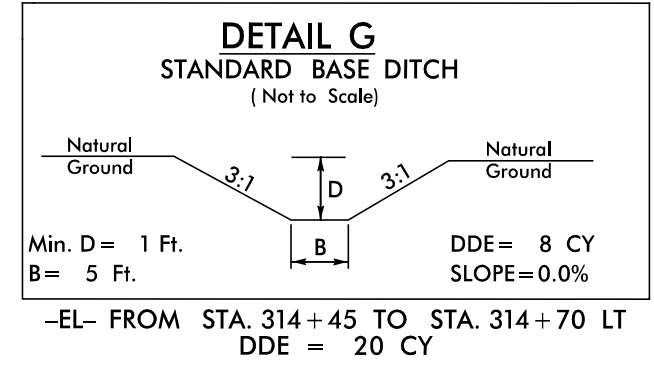 DETAIL G
STANDARD BASE DITCH
( Not to Scale)
Natural
Ground
3:1
D
3:1
Natural
Ground
B
Min. D = 1 Ft.
B = 5 Ft.
DDE = 8 CY
SLOPE=0.0%
-EL- FROM STA. 314+45 TO STA. 314+70 LT
DDE = 20 CY